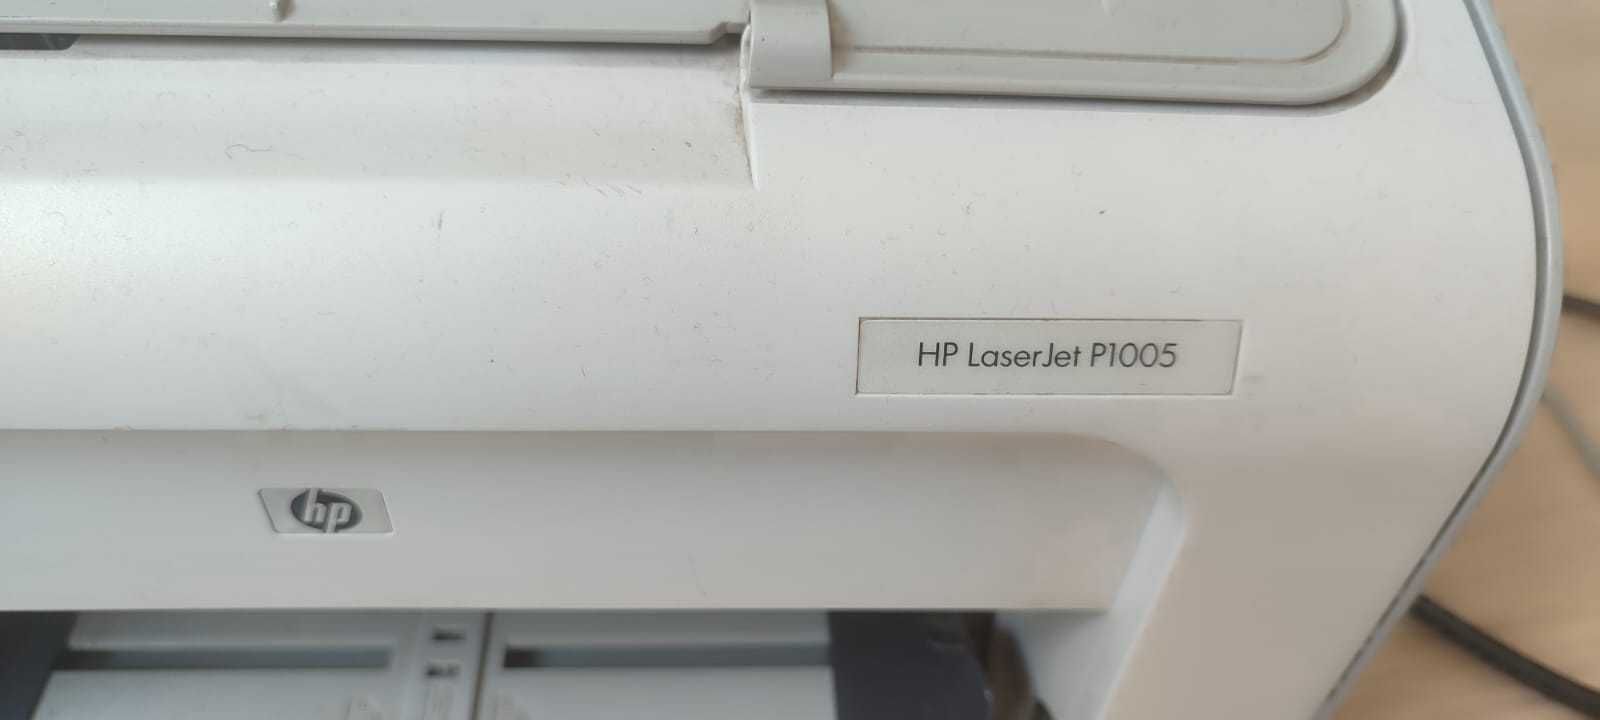 HP LaserJet P1005
hp